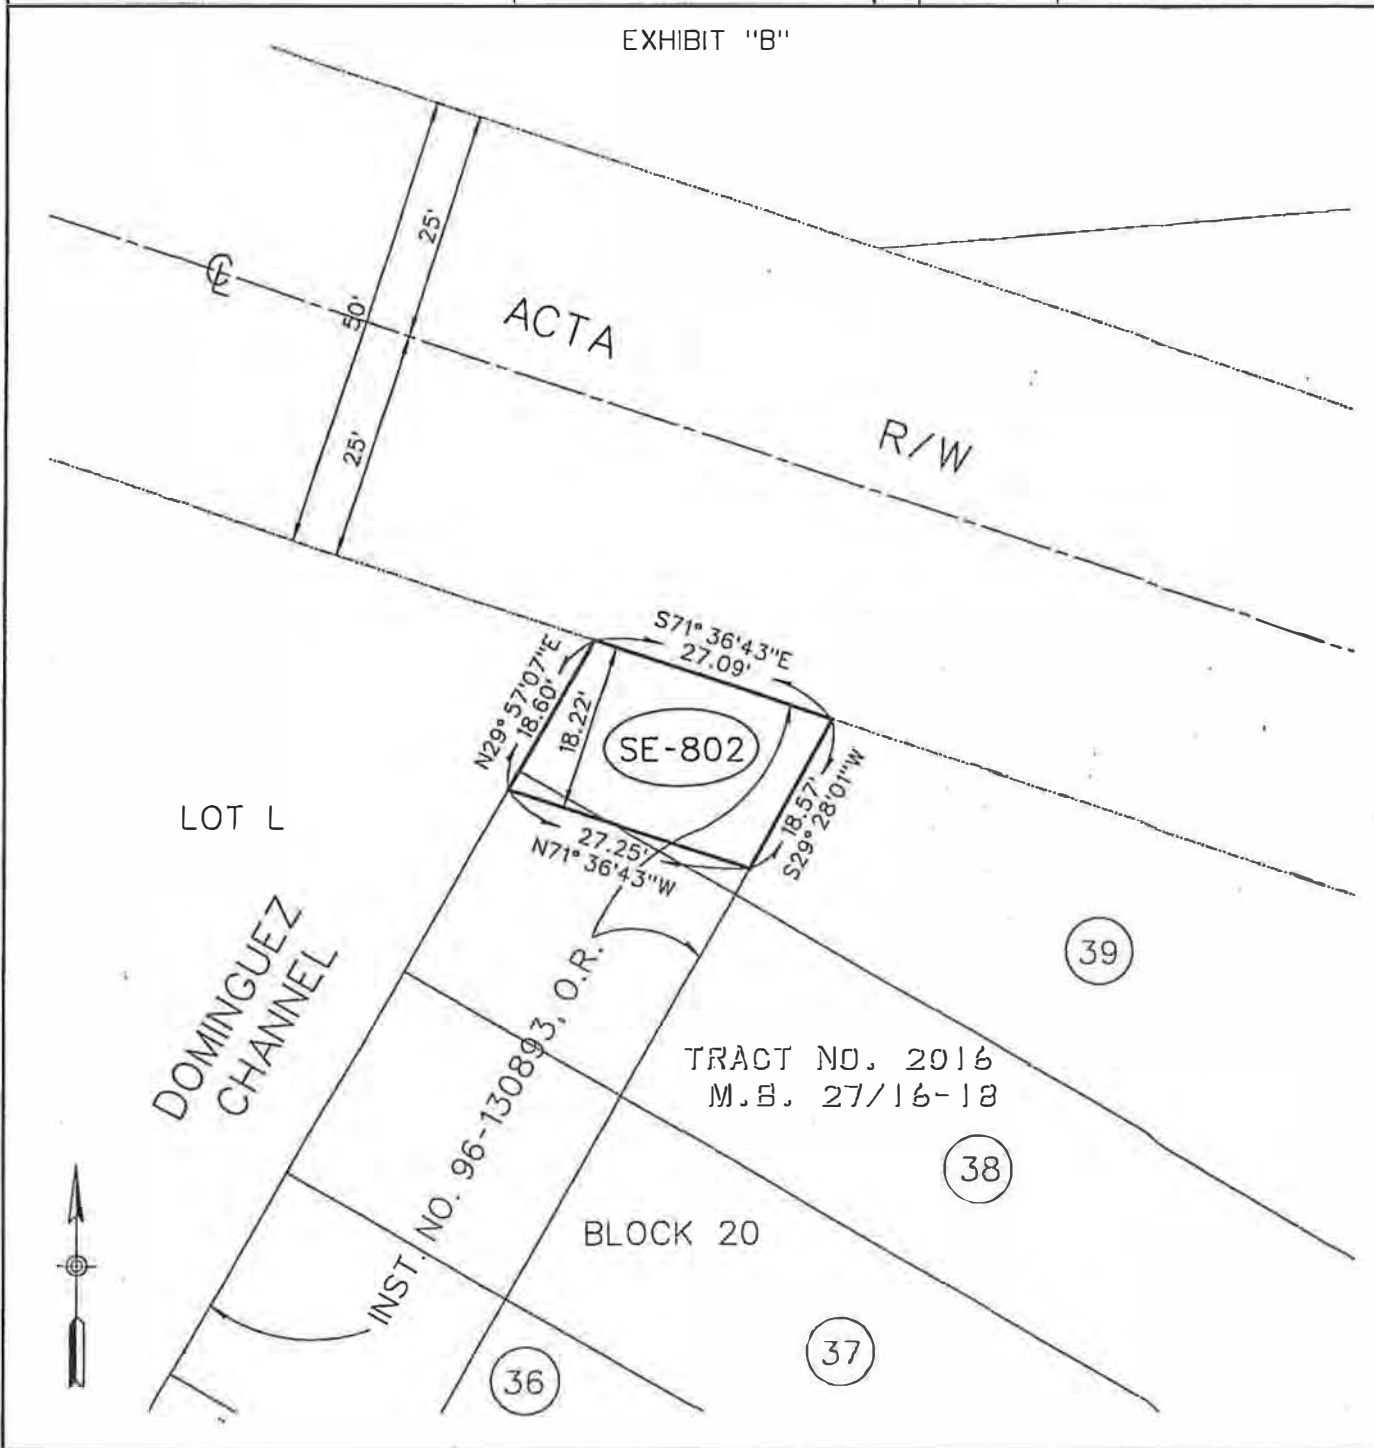 EXHIBIT "B"
25'
50'
25'
℄
ACTA
R/W
S71°36'43"E
27.09'
N29°57'07"E
18.60'
18.22'
SE-802
18.57'
S29°28'01"W
27.25'
N71°36'43"W
LOT L
DOMINGUEZ
CHANNEL
INST. NO. 96-130893, O.R.
39
TRACT NO. 2016
M.B. 27/16-18
38
BLOCK 20
37
36